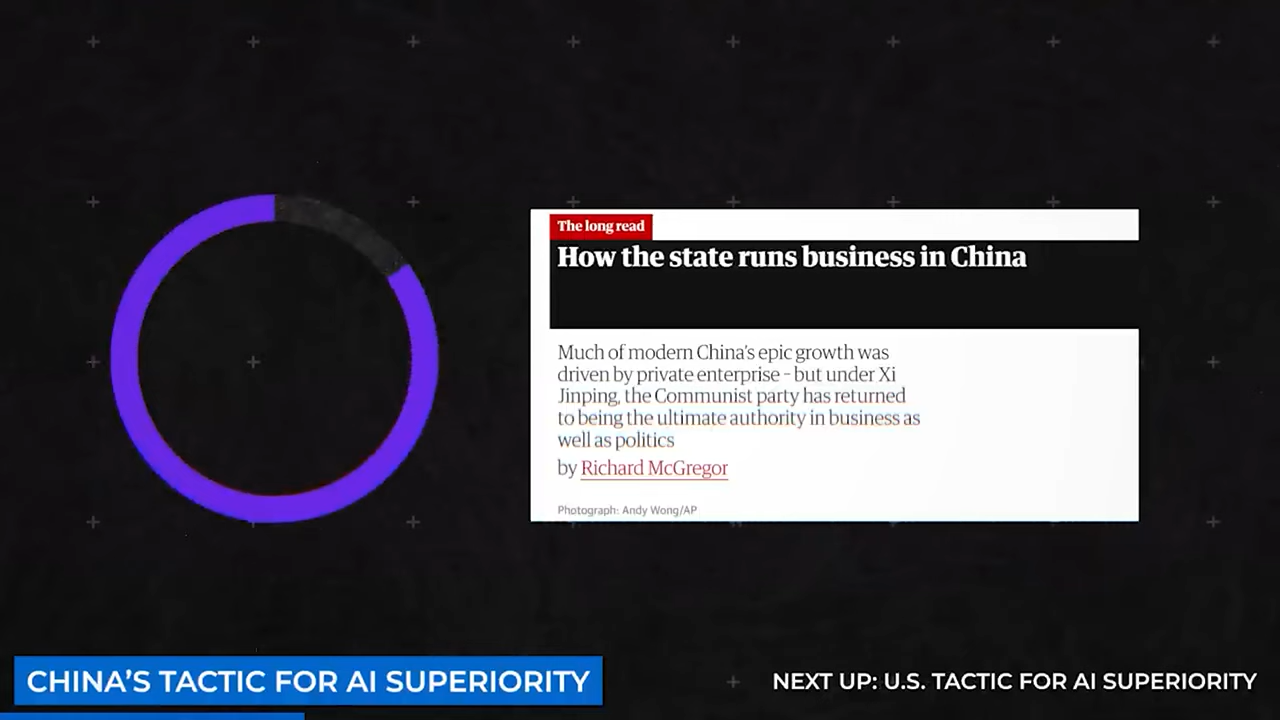 The long read
How the state runs business in China
Much of modern China's epic growth was
driven by private enterprise – but under Xi
Jinping, the Communist party has returned
to being the ultimate authority in business as
well as politics
by Richard McGregor
Photograph: Andy Wong/AP
CHINA'S TACTIC FOR AI SUPERIORITY
NEXT UP: U.S. TACTIC FOR AI SUPERIORITY